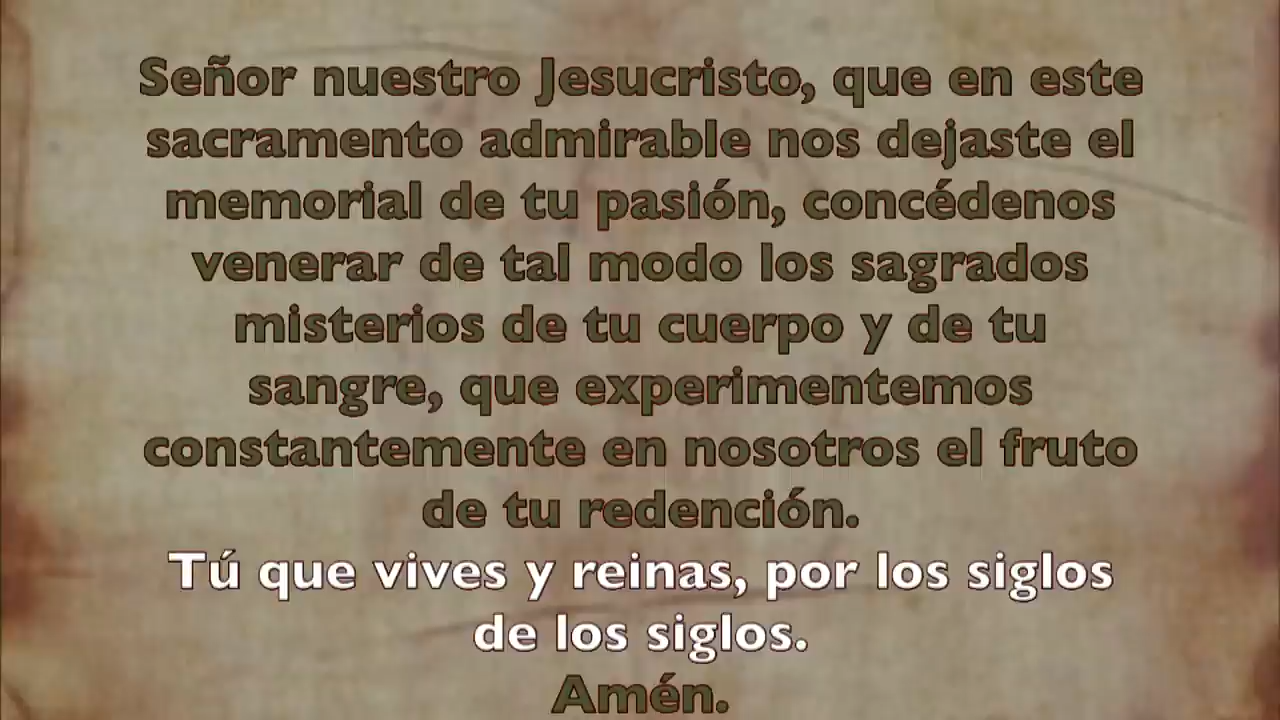 Señor nuestro Jesucristo, que en este
sacramento admirable nos dejaste el
memorial de tu pasión, concédenos
venerar de tal modo los sagrados
misterios de tu cuerpo y de tu
sangre, que experimentemos
constantemente en nosotros el fruto
de tu redención.
Tú que vives y reinas, por los siglos
de los siglos.
Amén.